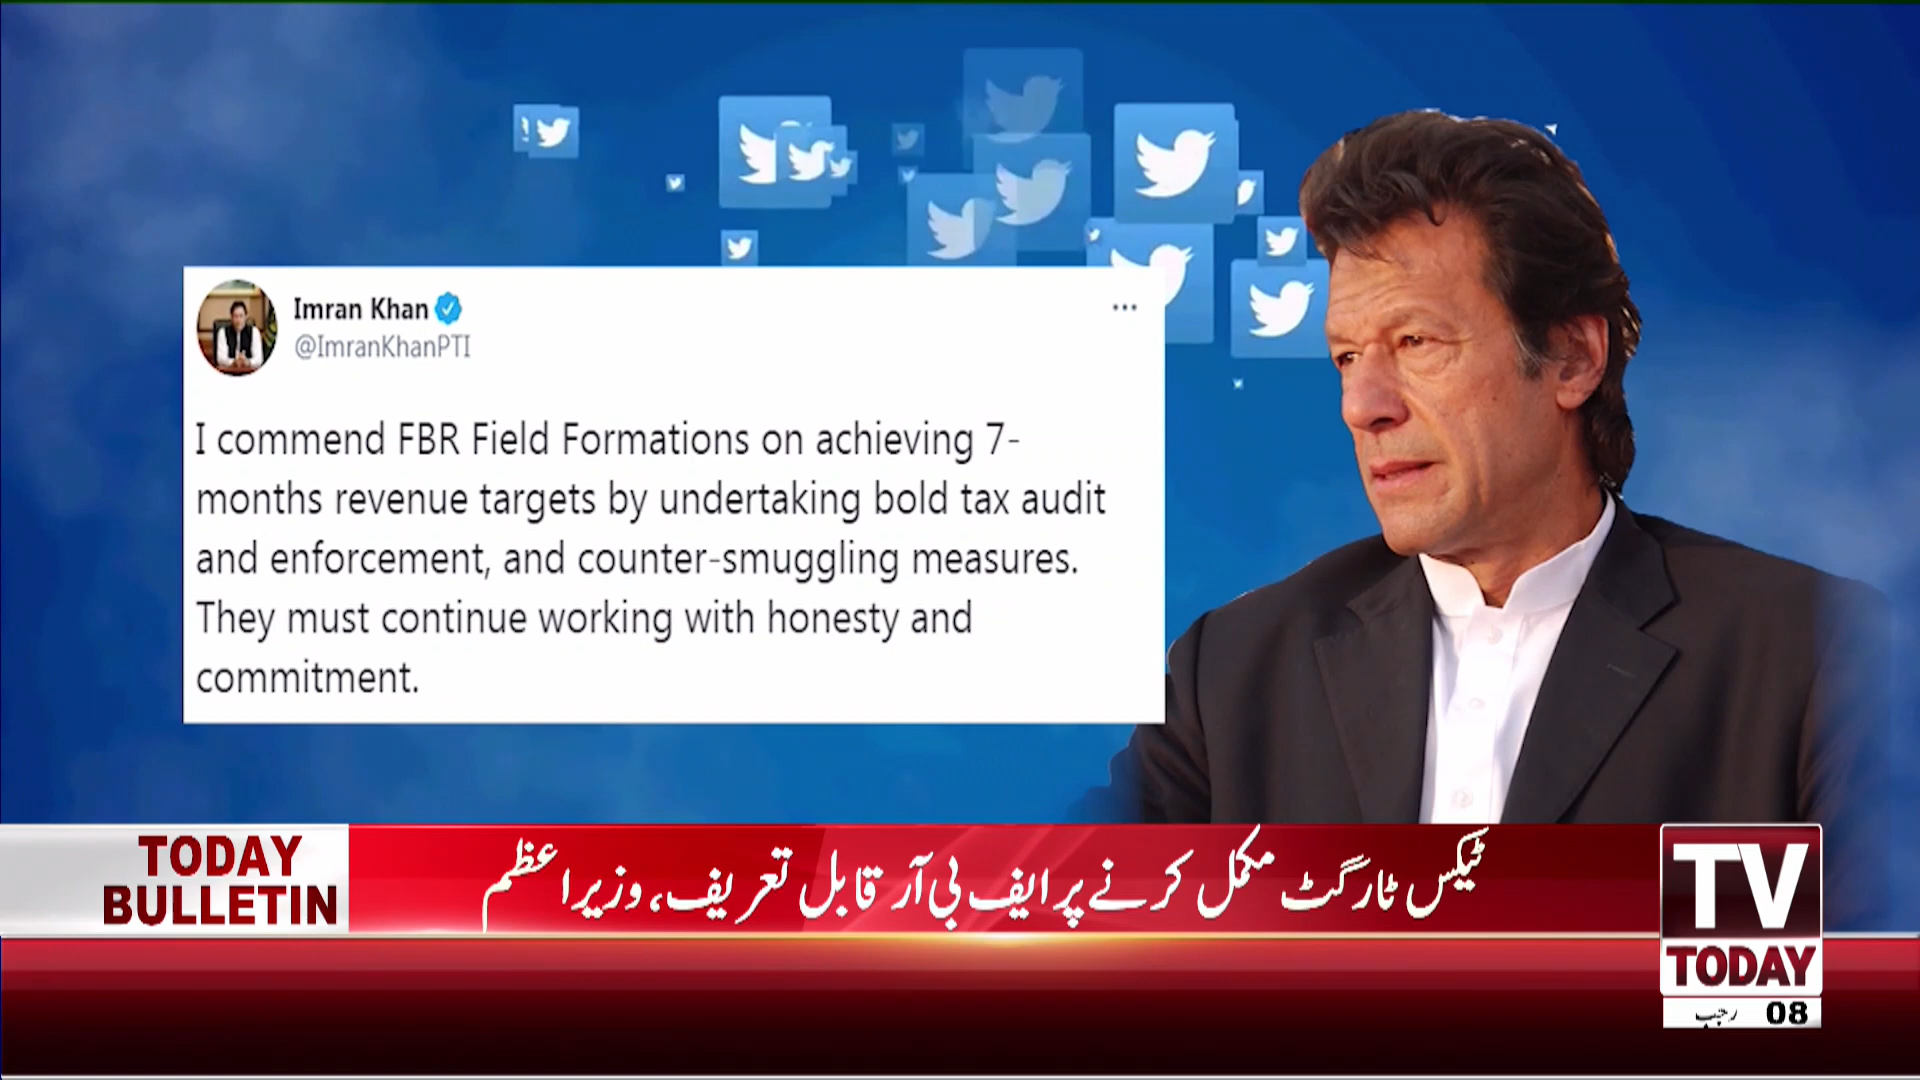 Imran Khan
@ImranKhanPTI
I commend FBR Field Formations on achieving 7-
months revenue targets by undertaking bold tax audit
and enforcement, and counter-smuggling measures.
They must continue working with honesty and
commitment.
TODAY
BULLETIN
ٹیکس ٹارگٹ مکمل کرنے پر ایف بی آر قابل تعریف، وزیراعظم
TV
TODAY
08 رجب